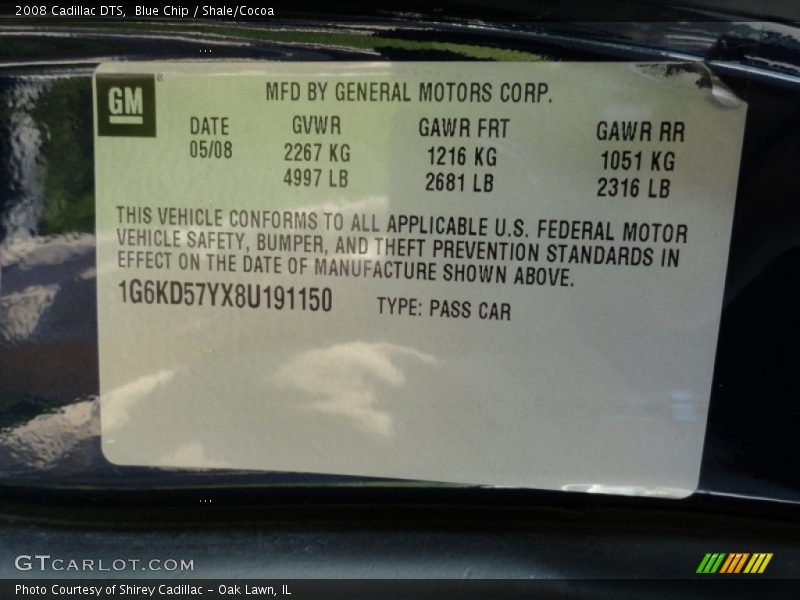 2008 Cadillac DTS, Blue Chip / Shale/Cocoa
GM
MFD BY GENERAL MOTORS CORP.
DATE GVWR GAWR FRT GAWR RR
05/08 2267 KG 1216 KG 1051 KG
4997 LB 2681 LB 2316 LB
THIS VEHICLE CONFORMS TO ALL APPLICABLE U.S. FEDERAL MOTOR
VEHICLE SAFETY, BUMPER, AND THEFT PREVENTION STANDARDS IN
EFFECT ON THE DATE OF MANUFACTURE SHOWN ABOVE.
1G6KD57YX8U191150 TYPE: PASS CAR
GTCARLOT.COM
Photo Courtesy of Shirey Cadillac - Oak Lawn, IL